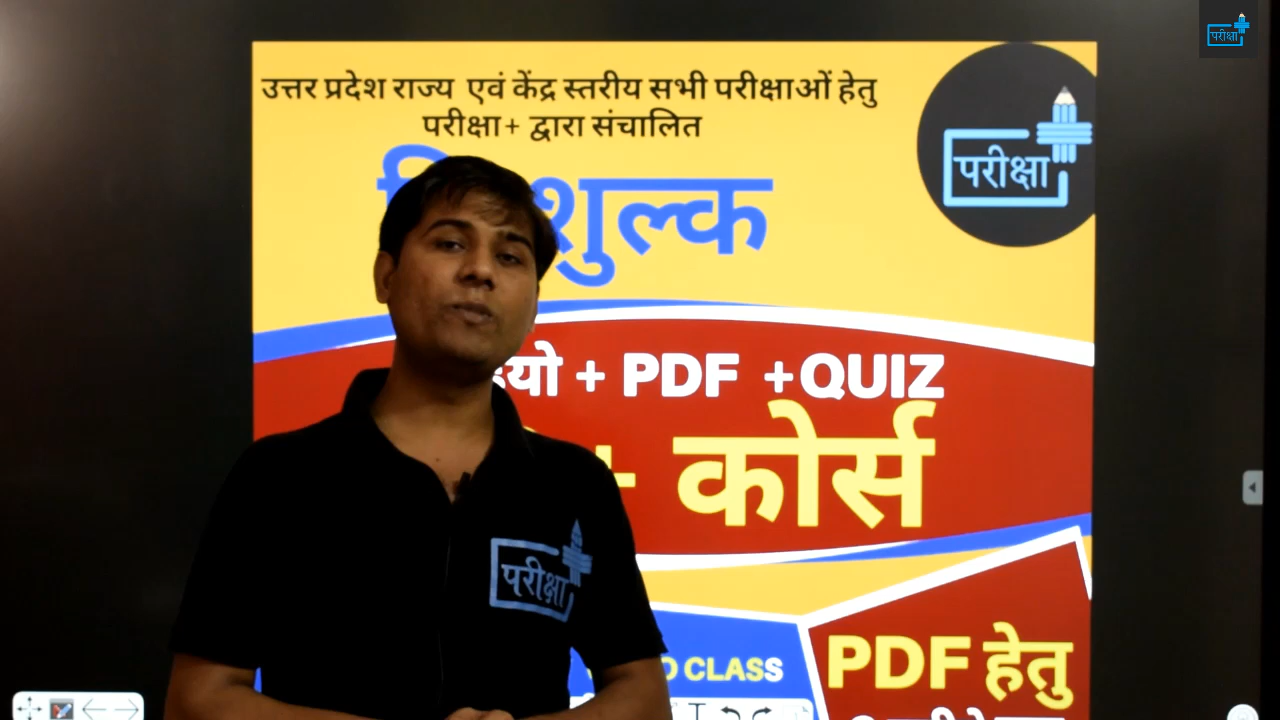 उत्तर प्रदेश राज्य एवं केंद्र स्तरीय सभी परीक्षाओं हेतु
परीक्षा+ द्वारा संचालित
परीक्षा
परीक्षा
+ PDF +QUIZ
+ कोर्स
परीक्षा
CLASS
PDF हेतु